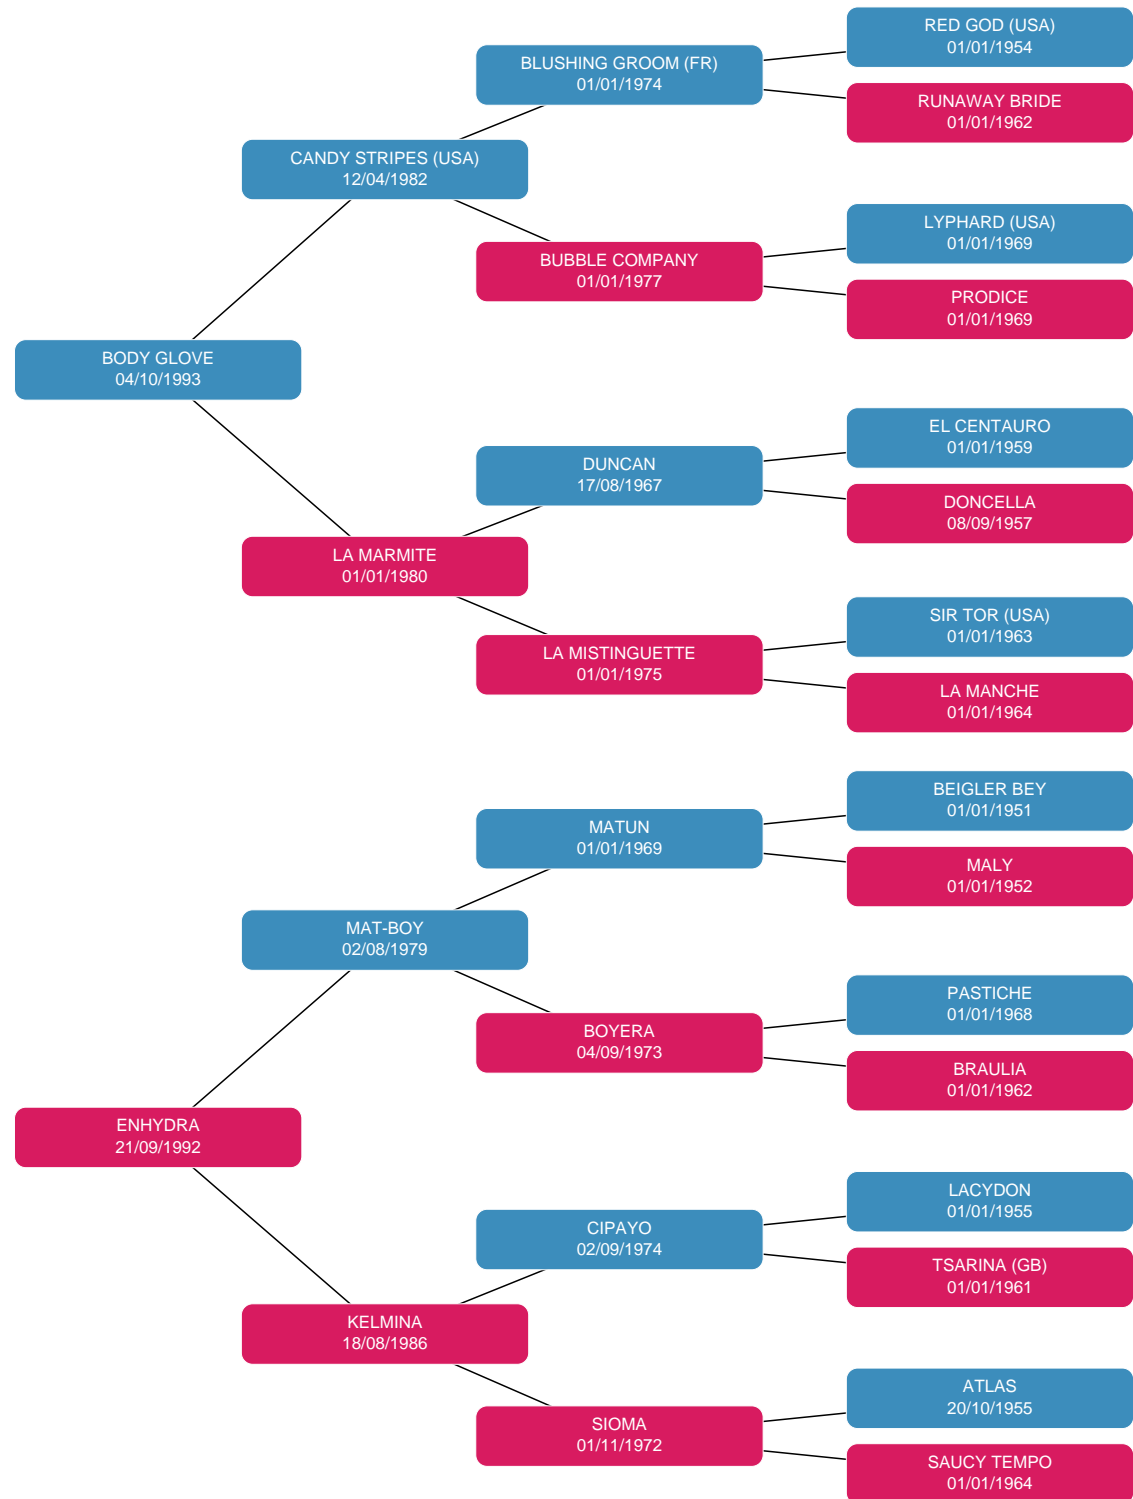 RED GOD (USA)
01/01/1954
BLUSHING GROOM (FR)
01/01/1974
RUNAWAY BRIDE
01/01/1962
CANDY STRIPES (USA)
12/04/1982
LYPHARD (USA)
01/01/1969
BUBBLE COMPANY
01/01/1977
PRODICE
01/01/1969
BODY GLOVE
04/10/1993
EL CENTAURO
01/01/1959
DUNCAN
17/08/1967
DONCELLA
08/09/1957
LA MARMITE
01/01/1980
SIR TOR (USA)
01/01/1963
LA MISTINGUETTE
01/01/1975
LA MANCHE
01/01/1964
BEIGLER BEY
01/01/1951
MATUN
01/01/1969
MALY
01/01/1952
MAT-BOY
02/08/1979
PASTICHE
01/01/1968
BOYERA
04/09/1973
BRAULIA
01/01/1962
ENHYDRA
21/09/1992
LACYDON
01/01/1955
CIPAYO
02/09/1974
TSARINA (GB)
01/01/1961
KELMINA
18/08/1986
ATLAS
20/10/1955
SIOMA
01/11/1972
SAUCY TEMPO
01/01/1964